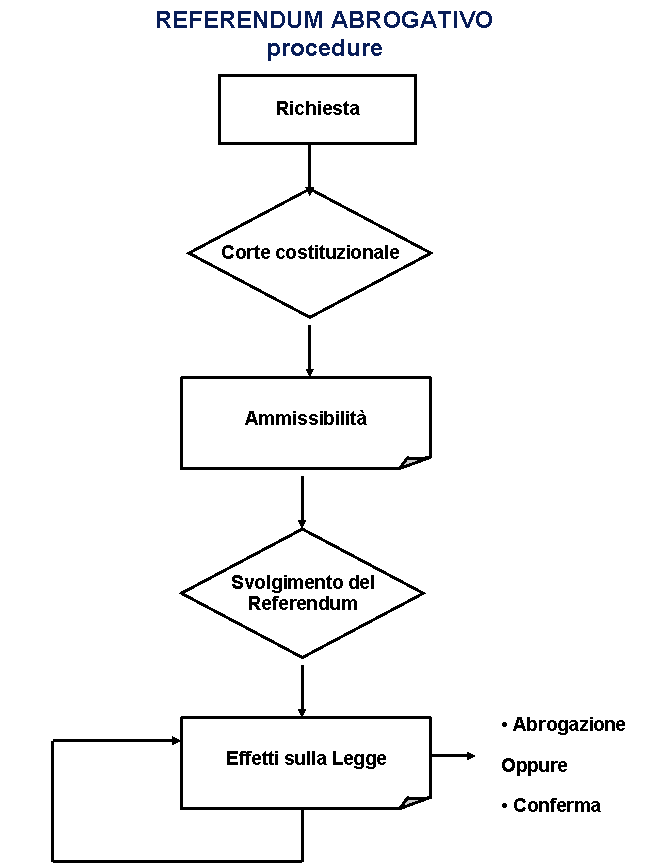 REFERENDUM ABROGATIVO
procedure
Richiesta
Corte costituzionale
Ammissibilità
Svolgimento del
Referendum
Effetti sulla Legge
• Abrogazione
Oppure
• Conferma